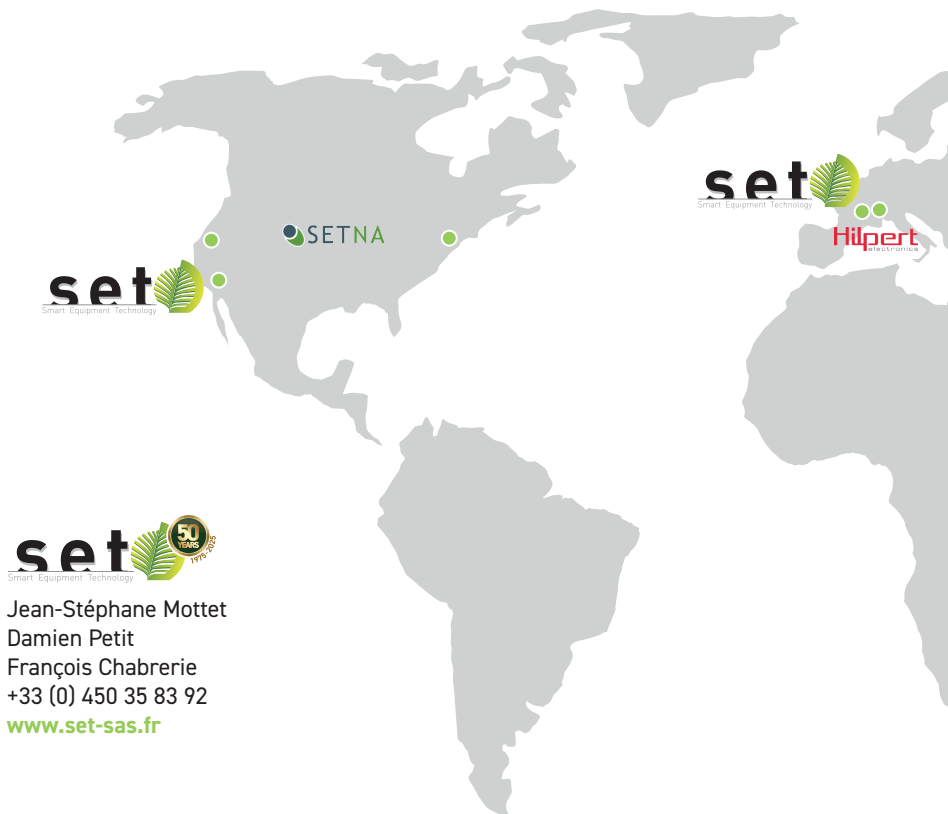 set
Smart Equipment Technology
Hilpert
electronics
SETNA
set
Smart Equipment Technology
set
50
YEARS
1975-2025
Smart Equipment Technology
Jean-Stéphane Mottet
Damien Petit
François Chabrerie
+33 (0) 450 35 83 92
www.set-sas.fr